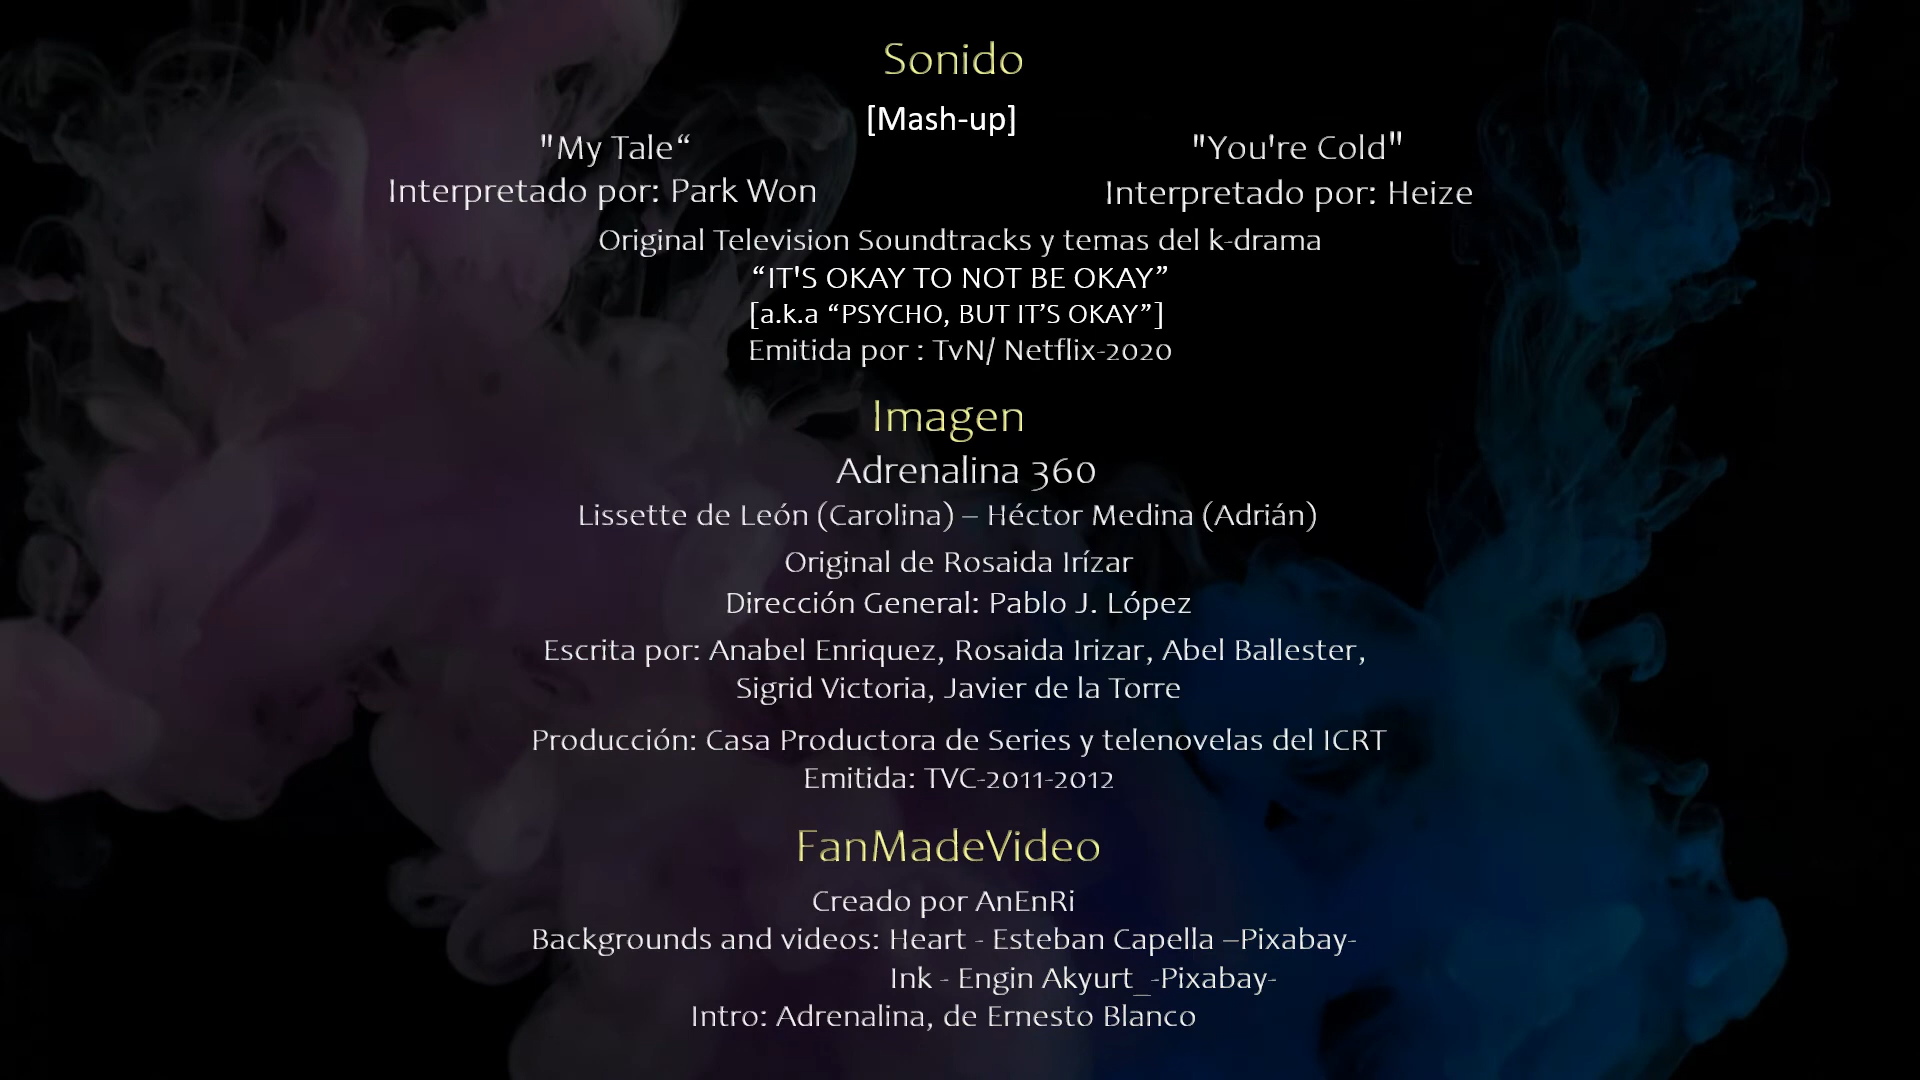 Sonido
[Mash-up]
"My Tale“
Interpretado por: Park Won
"You're Cold"
Interpretado por: Heize
Original Television Soundtracks y temas del k-drama
“IT'S OKAY TO NOT BE OKAY”
[a.k.a “PSYCHO, BUT IT’S OKAY”]
Emitida por : TvN/ Netflix-2020
Imagen
Adrenalina 360
Lissette de León (Carolina) – Héctor Medina (Adrián)
Original de Rosaida Irízar
Dirección General: Pablo J. López
Escrita por: Anabel Enriquez, Rosaida Irizar, Abel Ballester,
Sigrid Victoria, Javier de la Torre
Producción: Casa Productora de Series y telenovelas del ICRT
Emitida: TVC-2011-2012
FanMadeVideo
Creado por AnEnRi
Backgrounds and videos: Heart - Esteban Capella –Pixabay-
Ink - Engin Akyurt_-Pixabay-
Intro: Adrenalina, de Ernesto Blanco